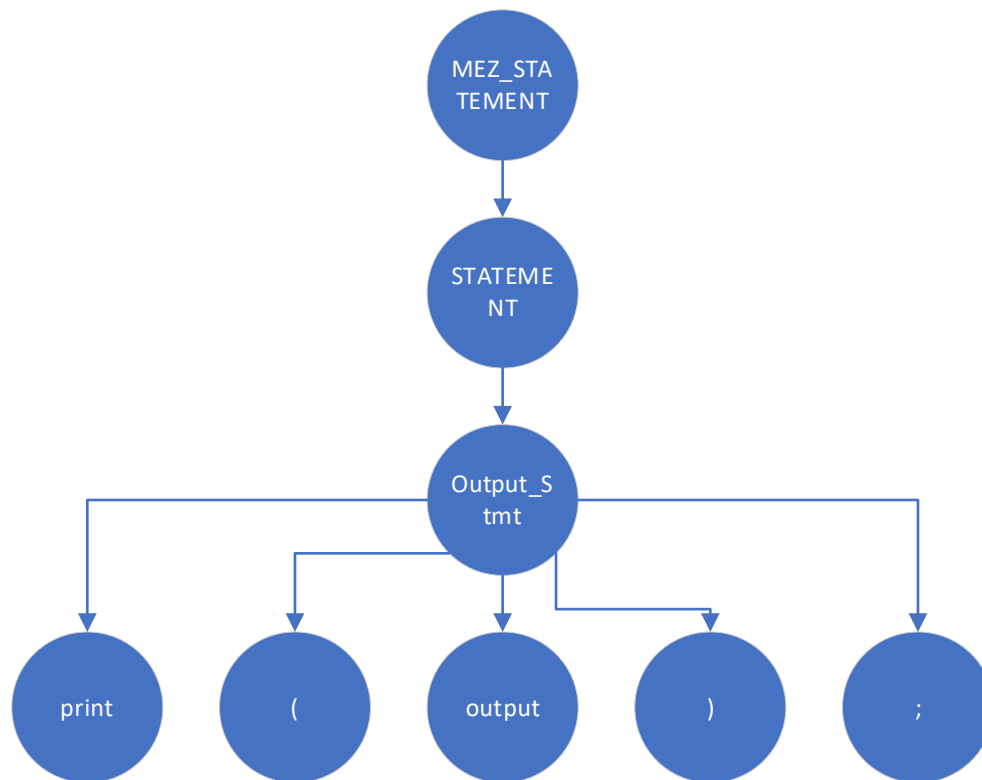 MEZ_STA
TEMENT
STATEME
NT
Output_S
tmt
print
(
output
)
;